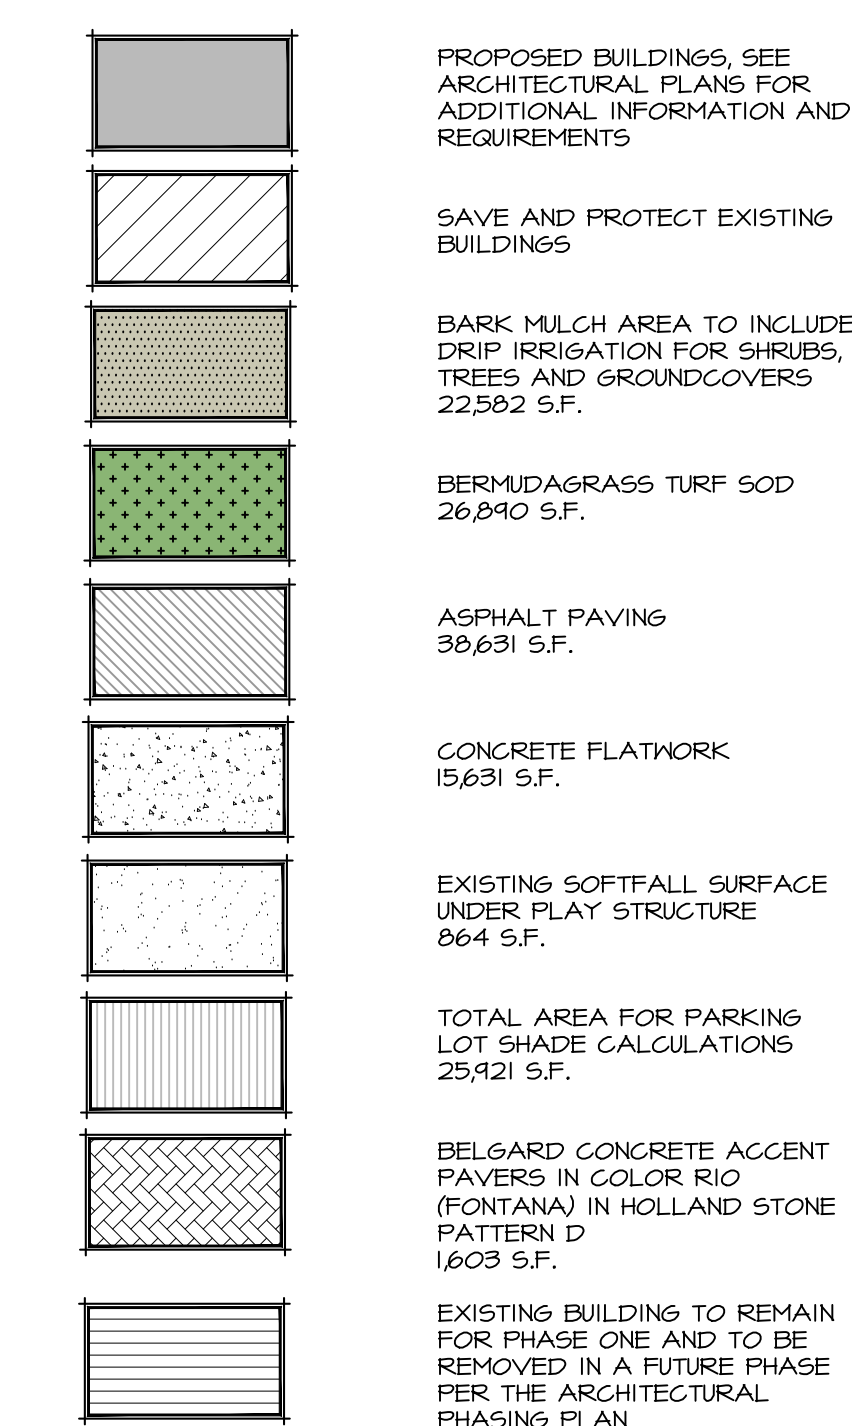 PROPOSED BUILDINGS, SEE
ARCHITECTURAL PLANS FOR
ADDITIONAL INFORMATION AND
REQUIREMENTS
SAVE AND PROTECT EXISTING
BUILDINGS
BARK MULCH AREA TO INCLUDE
DRIP IRRIGATION FOR SHRUBS,
TREES AND GROUNDCOVERS
22,582 S.F.
BERMUDAGRASS TURF SOD
26,890 S.F.
ASPHALT PAVING
38,631 S.F.
CONCRETE FLATWORK
15,631 S.F.
EXISTING SOFTFALL SURFACE
UNDER PLAY STRUCTURE
864 S.F.
TOTAL AREA FOR PARKING
LOT SHADE CALCULATIONS
25,921 S.F.
BELGARD CONCRETE ACCENT
PAVERS IN COLOR RIO
(FONTANA) IN HOLLAND STONE
PATTERN D
1,603 S.F.
EXISTING BUILDING TO REMAIN
FOR PHASE ONE AND TO BE
REMOVED IN A FUTURE PHASE
PER THE ARCHITECTURAL
PHASING PLAN